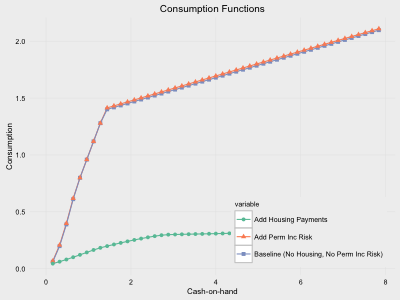 Consumption Functions
2.0
1.5
1.0
0.5
0.0
Consumption
variable
Add Housing Payments
Add Perm Inc Risk
Baseline (No Housing, No Perm Inc Risk)
0
2
4
6
8
Cash-on-hand